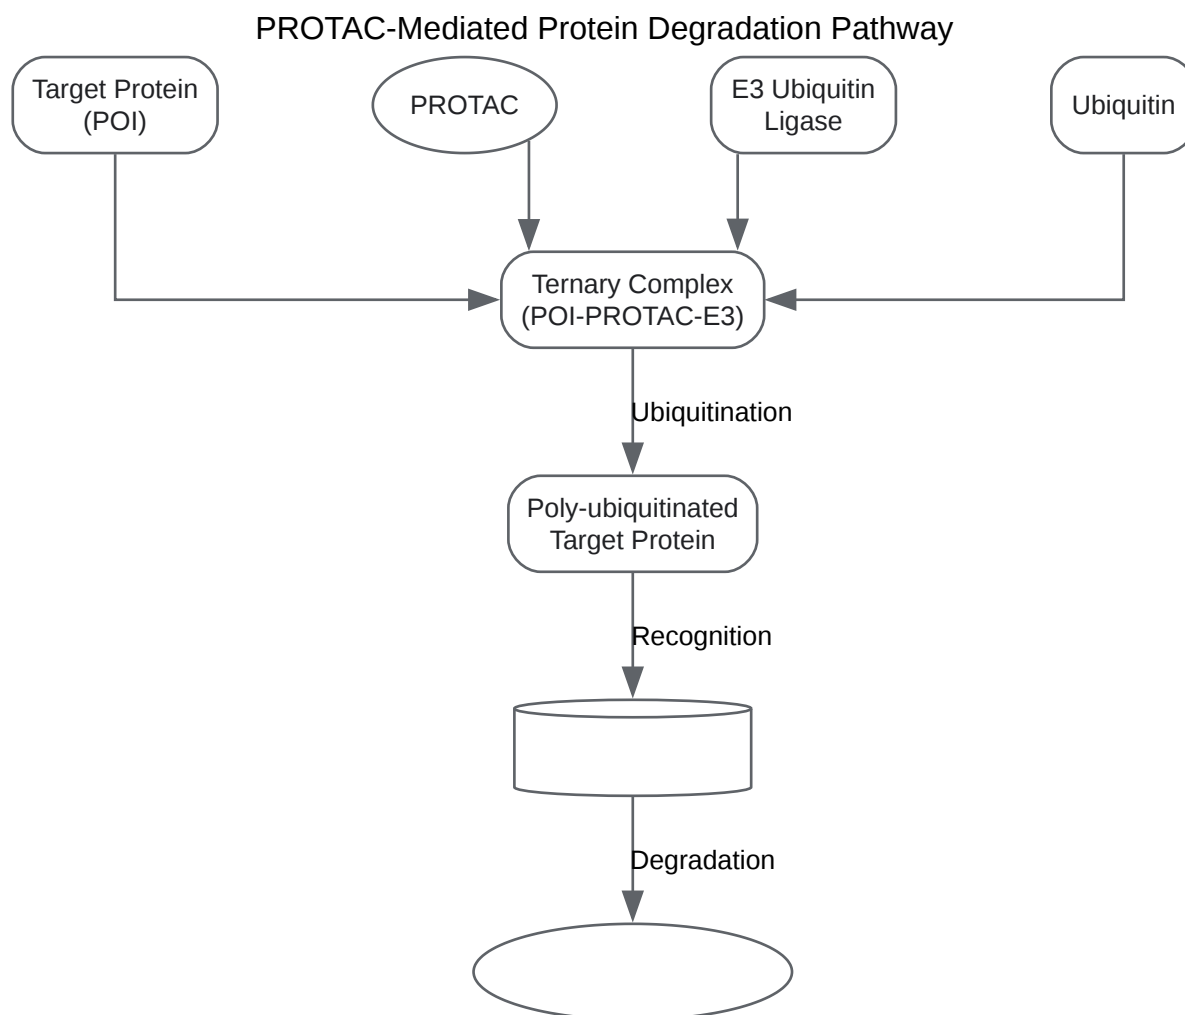 PROTAC-Mediated Protein Degradation Pathway
Target Protein
(POI)
PROTAC
E3 Ubiquitin
Ligase
Ubiquitin
Ternary Complex
(POI-PROTAC-E3)
Ubiquitination
Poly-ubiquitinated
Target Protein
Recognition
Degradation